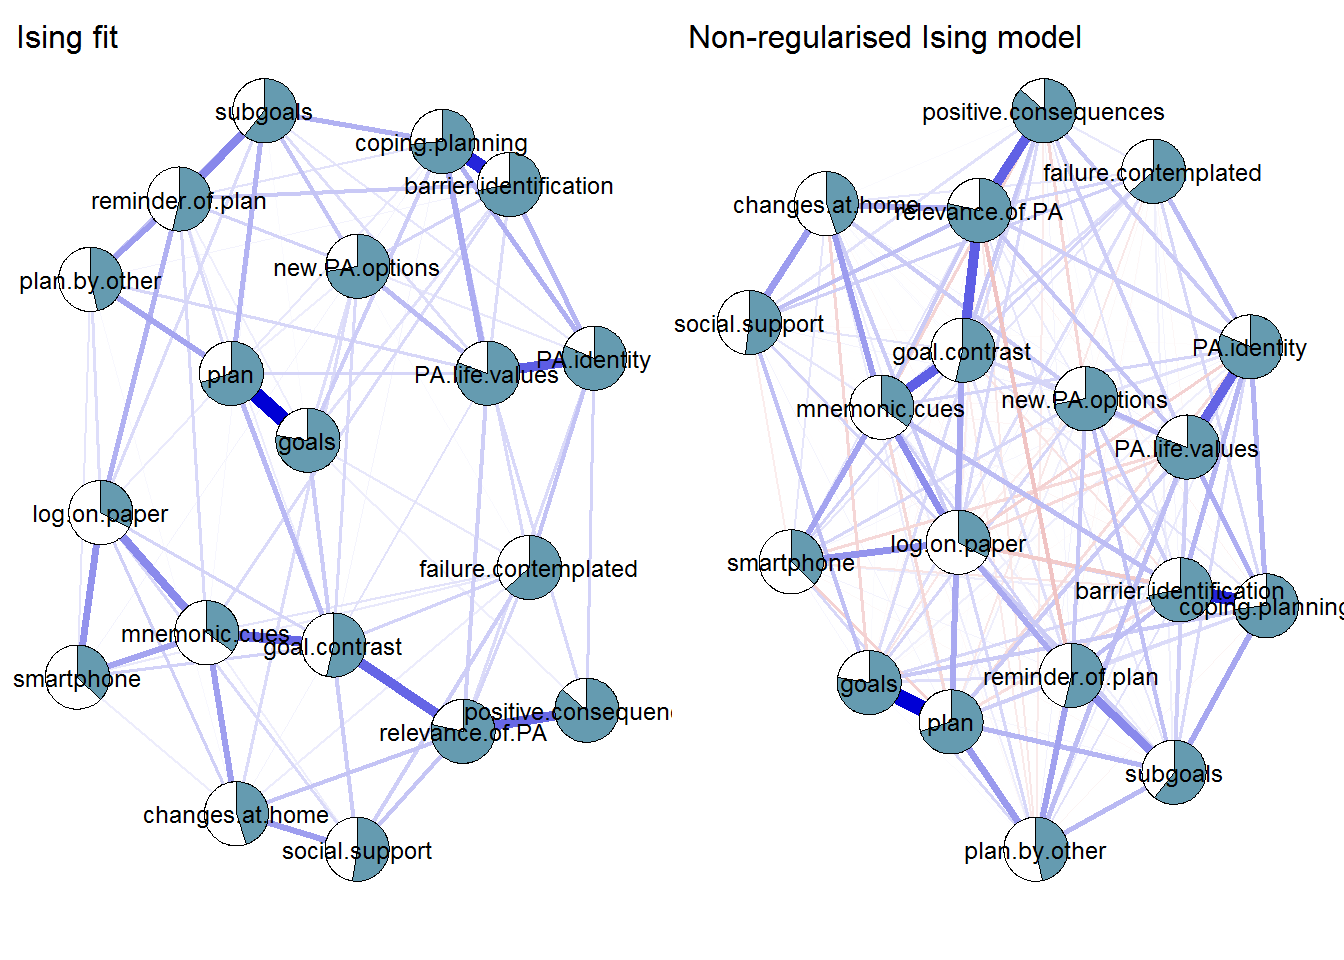 Ising fit
subgoals
coping.planning
barrier.identification
reminder.of.plan
new.PA.options
plan.by.other
PA.identity
plan
PA.life.values
goals
log.on.paper
failure.contemplated
mnemonic.cues
goal.contrast
smartphone
positive.consequen
relevance.of.PA
changes.at.home
social.support
Non-regularised Ising model
positive.consequences
failure.contemplated
changes.at.home
relevance.of.PA
social.support
goal.contrast
PA.identity
mnemonic.cues
new.PA.options
PA.life.values
log.on.paper
smartphone
barrier.identification
coping.planning
reminder.of.plan
goals
plan
subgoals
plan.by.other